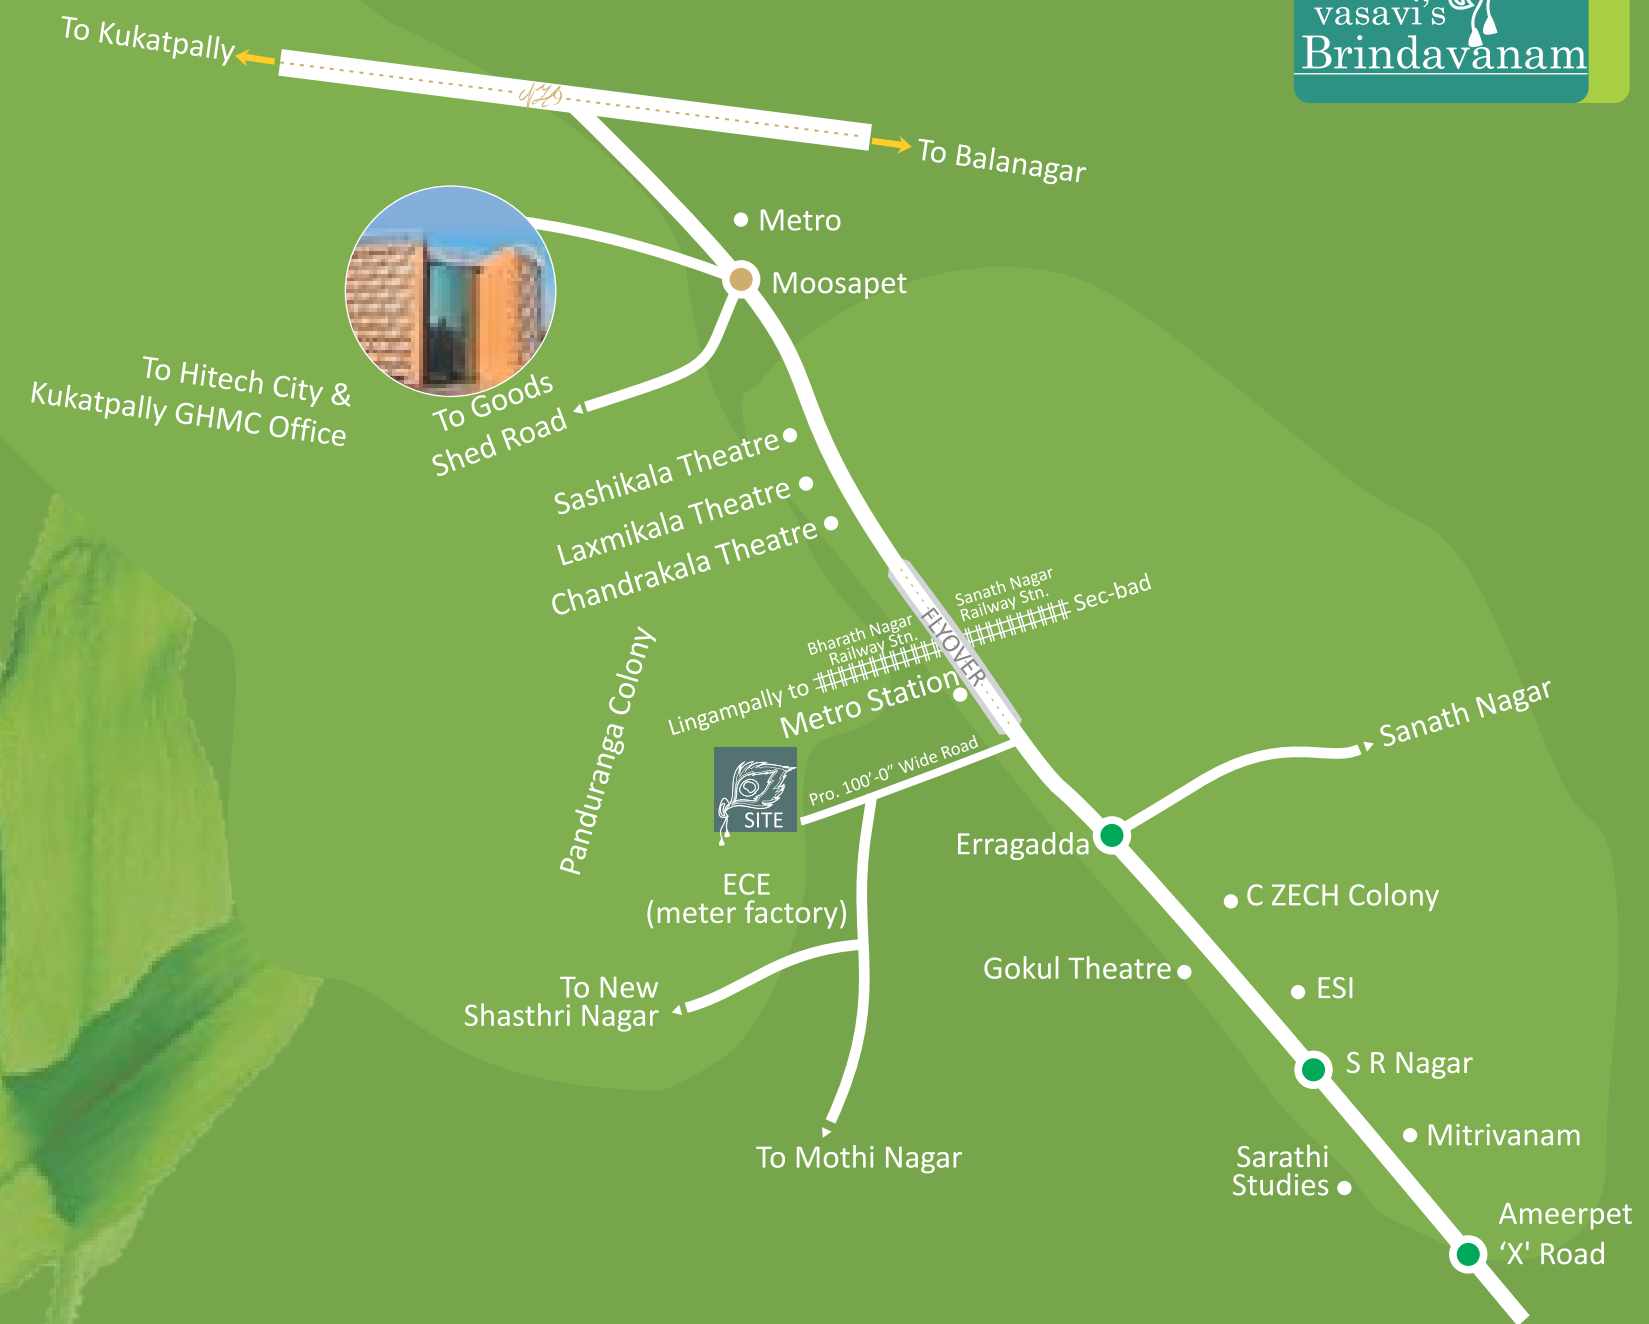 vasavi's
Brindavanam
To Kukatpally
To Balanagar
Metro
Moosapet
To Hitech City &
Kukatpally GHMC Office
To Goods
Shed Road
Sashikala Theatre
Laxmikala Theatre
Chandrakala Theatre
Sanath Nagar
Railway Stn.
Sec-bad
FLYOVER
Bharath Nagar
Railway Stn.
Lingampally to
Metro Station
Panduranga Colony
Pro. 100'-0" Wide Road
SITE
Sanath Nagar
Erragadda
ECE
(meter factory)
C ZECH Colony
Gokul Theatre
ESI
To New
Shasthri Nagar
S R Nagar
Mitrivanam
To Mothi Nagar
Sarathi
Studies
Ameerpet
‘X' Road